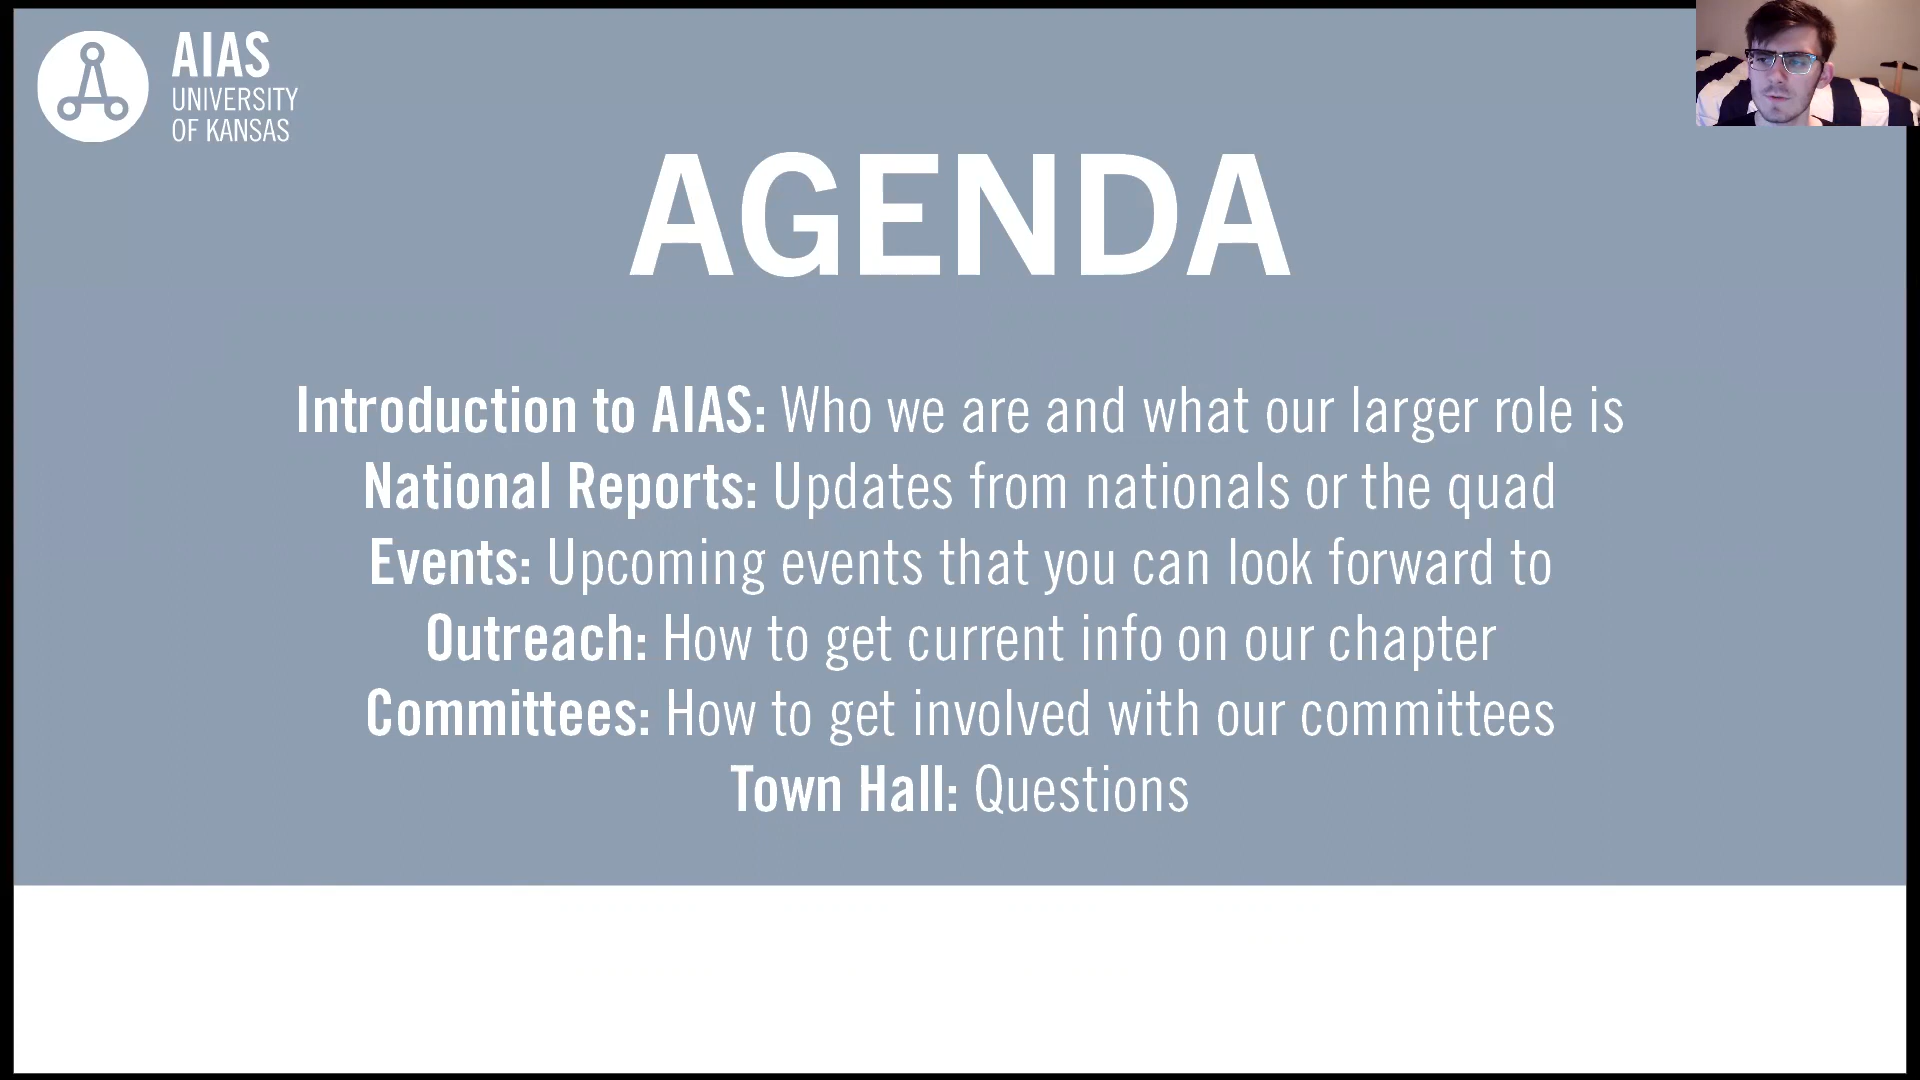 AIAS
UNIVERSITY
OF KANSAS
AGENDA
Introduction to AIAS: Who we are and what our larger role is
National Reports: Updates from nationals or the quad
Events: Upcoming events that you can look forward to
Outreach: How to get current info on our chapter
Committees: How to get involved with our committees
Town Hall: Questions